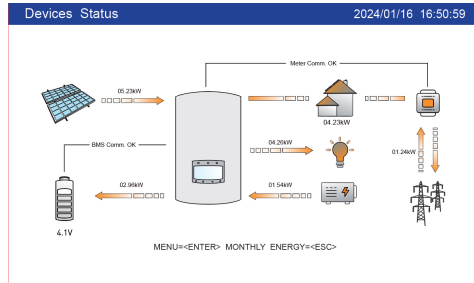 Devices Status 2024/01/16 16:50:59
Meter Comm. OK
05.23kW
04.23kW
BMS Comm. OK
04.26kW
01.24kW
02.96kW
01.54kW
4.1V
MENU=<ENTER> MONTHLY ENERGY=<ESC>